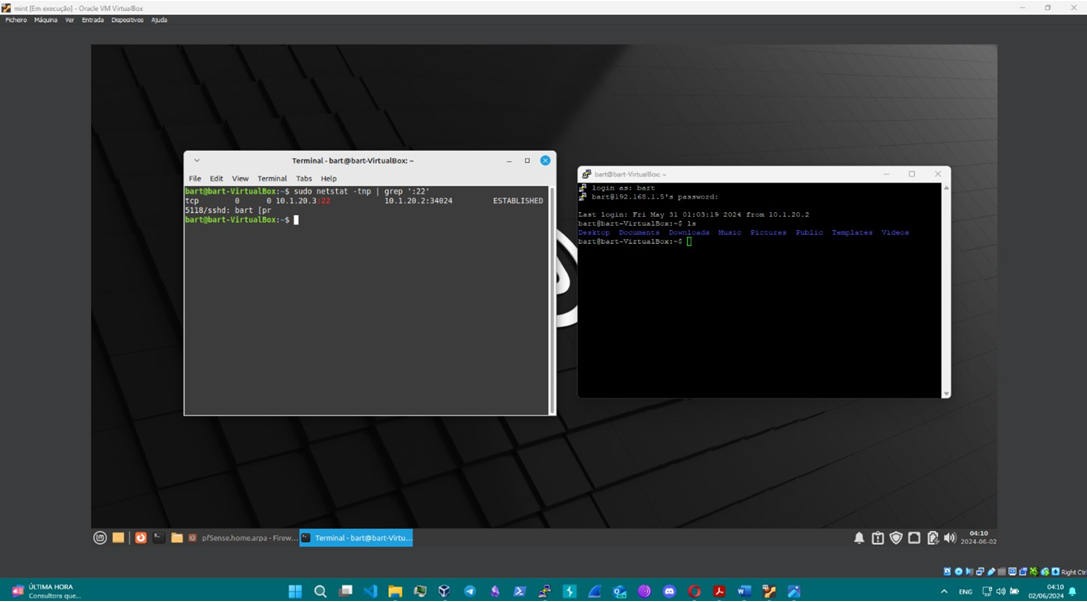 mint [Em execução] - Oracle VM VirtualBox
Ficheiro Máquina Ver Entrada Dispositivos Ajuda
Terminal - bart@bart-VirtualBox: ~
File Edit View Terminal Tabs Help
bart@bart-VirtualBox:~$ sudo netstat -tnp | grep ':22'
tcp 0 0 10.1.20.3:22 10.1.20.2:34024 ESTABLISHED
5118/sshd: bart [pr
bart@bart-VirtualBox:~$
bart@bart-VirtualBox: ~
login as: bart
bart@192.168.1.5's password:
Last login: Fri May 31 01:03:19 2024 from 10.1.20.2
bart@bart-VirtualBox:~$ ls
Desktop Documents Downloads Music Pictures Public Templates Videos
bart@bart-VirtualBox:~$
pfSense.home.arpa - Firew...
Terminal - bart@bart-Virtu...
04:10
2024-06-02
Right Ctrl
ÚLTIMA HORA
Consultora que...
ENG
04:10
02/06/2024